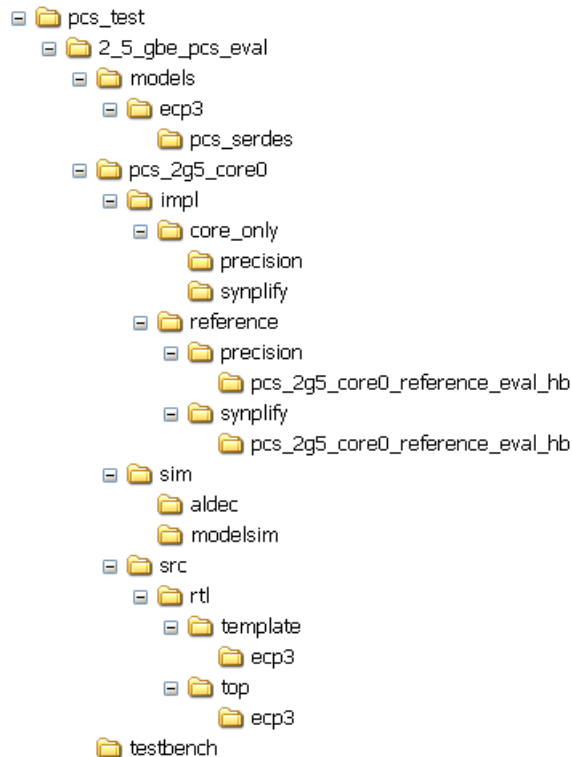 pcs_test
2_5_gbe_pcs_eval
models
ecp3
pcs_serdes
pcs_2g5_core0
impl
core_only
precision
synplify
reference
precision
pcs_2g5_core0_reference_eval_hb
synplify
pcs_2g5_core0_reference_eval_hb
sim
aldec
modelsim
src
rtl
template
ecp3
top
ecp3
testbench